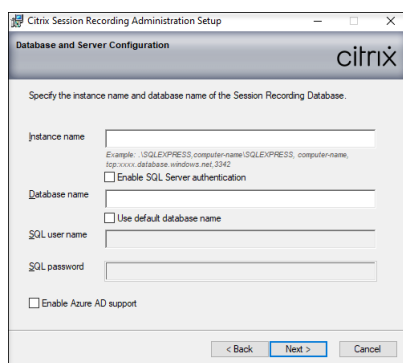 Citrix Session Recording Administration Setup
Database and Server Configuration
citrix
Specify the instance name and database name of the Session Recording Database.
Instance name
Example: .\SQLEXPRESS,computer-name\SQLEXPRESS, computer-name,
tcp:xxxx.database.windows.net,3342
Enable SQL Server authentication
Database name
Use default database name
SQL user name
SQL password
Enable Azure AD support
< Back
Next >
Cancel